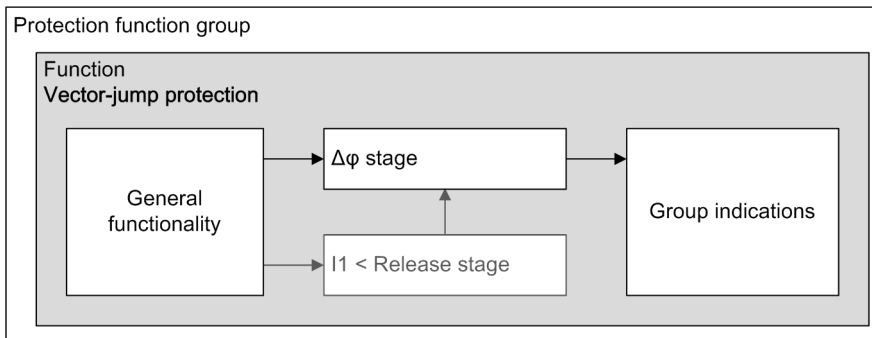 Protection function group
Function
Vector-jump protection
General
functionality
Δφ stage
I1 < Release stage
Group indications